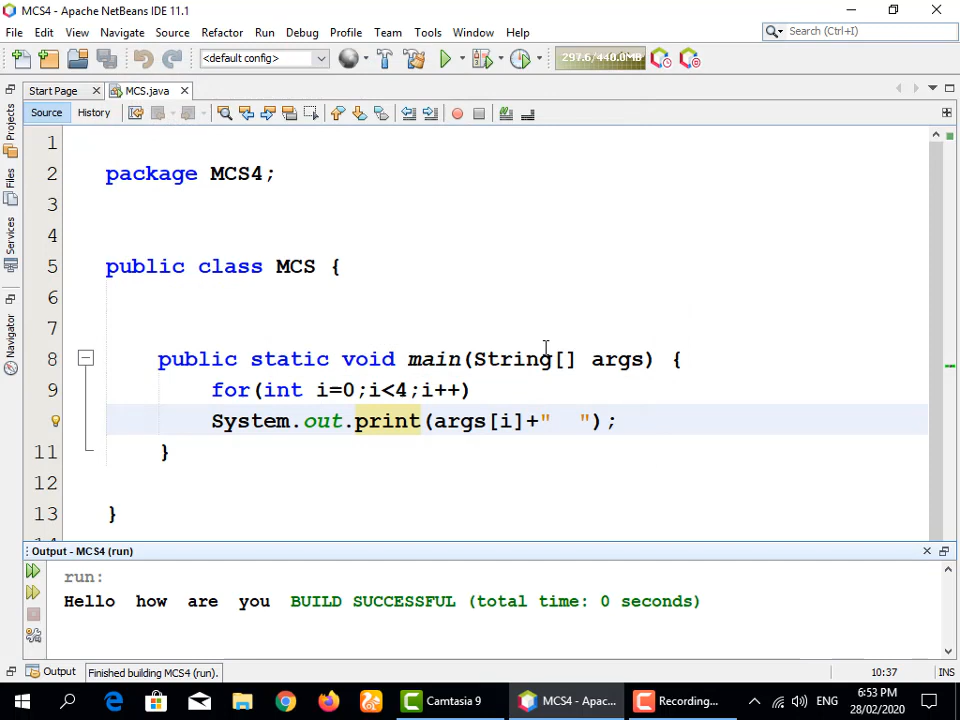 MCS4 - Apache NetBeans IDE 11.1
File Edit View Navigate Source Refactor Run Debug Profile Team Tools Window Help
Search (Ctrl+I)
<default config>
297.6/440.0MB
Start Page MCS.java
Source History
Projects
Files
Services
Navigator
1
2 package MCS4;
3
4
5 public class MCS {
6
7
8 public static void main(String[] args) {
9 for(int i=0;i<4;i++)
System.out.print(args[i]+"  ");
11 }
12
13 }
Output - MCS4 (run)
run:
Hello how are you BUILD SUCCESSFUL (total time: 0 seconds)
Output Finished building MCS4 (run). 10:37 INS
Camtasia 9 MCS4 - Apac... Recording... ENG 6:53 PM
28/02/2020